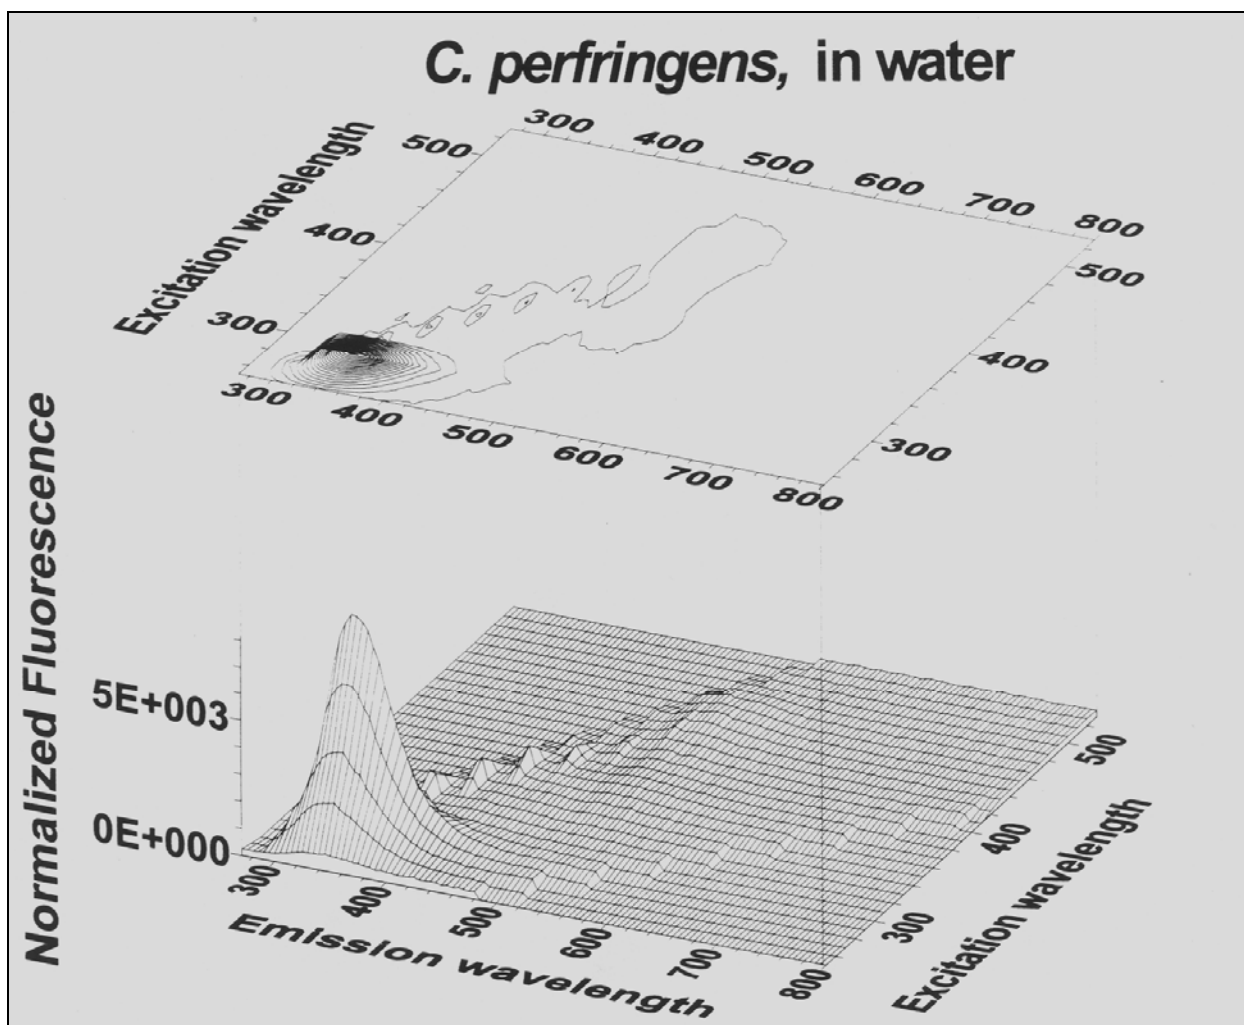 C. perfringens, in water
300 400 500 600 700 800
Excitation wavelength
500
400
300
500
400
300
300 400 500 600 700 800
Normalized Fluorescence
5E+003
0E+000
300 400 500 600 700 800
Emission wavelength
500
400
300
Excitation wavelength